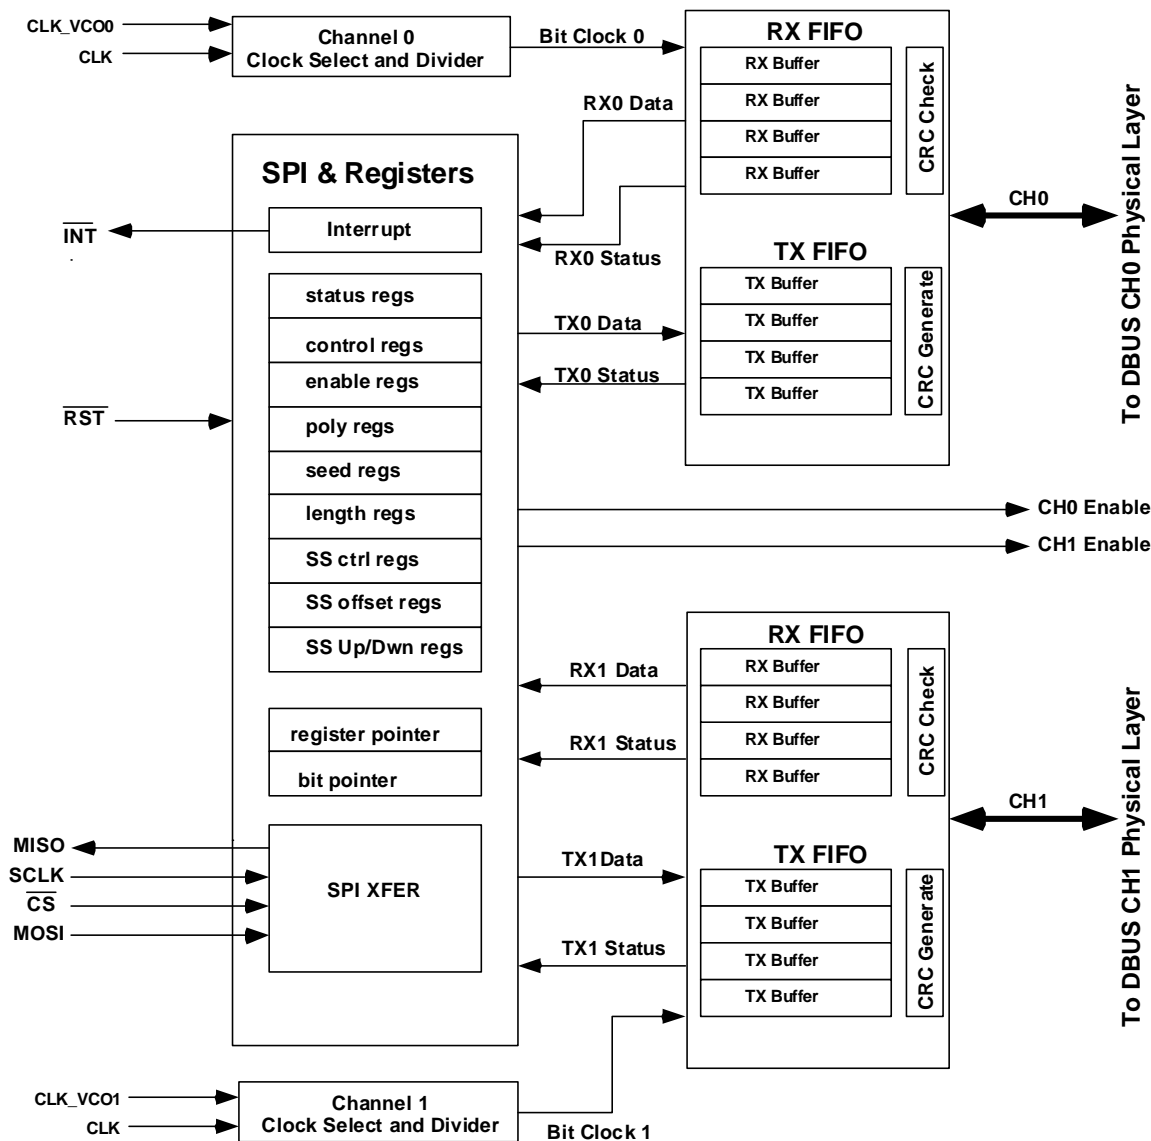 CLK_VCO0
CLK
Channel 0
Clock Select and Divider
Bit Clock 0
RX FIFO
RX Buffer
RX Buffer
RX Buffer
RX Buffer
CRC Check
RX0 Data
RX0 Status
SPI & Registers
Interrupt
INT
status regs
control regs
enable regs
poly regs
seed regs
length regs
SS ctrl regs
SS offset regs
SS Up/Dwn regs
RST
TX0 Data
TX0 Status
TX FIFO
TX Buffer
TX Buffer
TX Buffer
TX Buffer
CRC Generate
CH0
To DBUS CH0 Physical Layer
CH0 Enable
CH1 Enable
register pointer
bit pointer
MISO
SCLK
CS
MOSI
SPI XFER
RX1 Data
RX1 Status
RX FIFO
RX Buffer
RX Buffer
RX Buffer
RX Buffer
CRC Check
TX1Data
TX1 Status
TX FIFO
TX Buffer
TX Buffer
TX Buffer
TX Buffer
CRC Generate
CH1
To DBUS CH1 Physical Layer
CLK_VCO1
CLK
Channel 1
Clock Select and Divider
Bit Clock 1